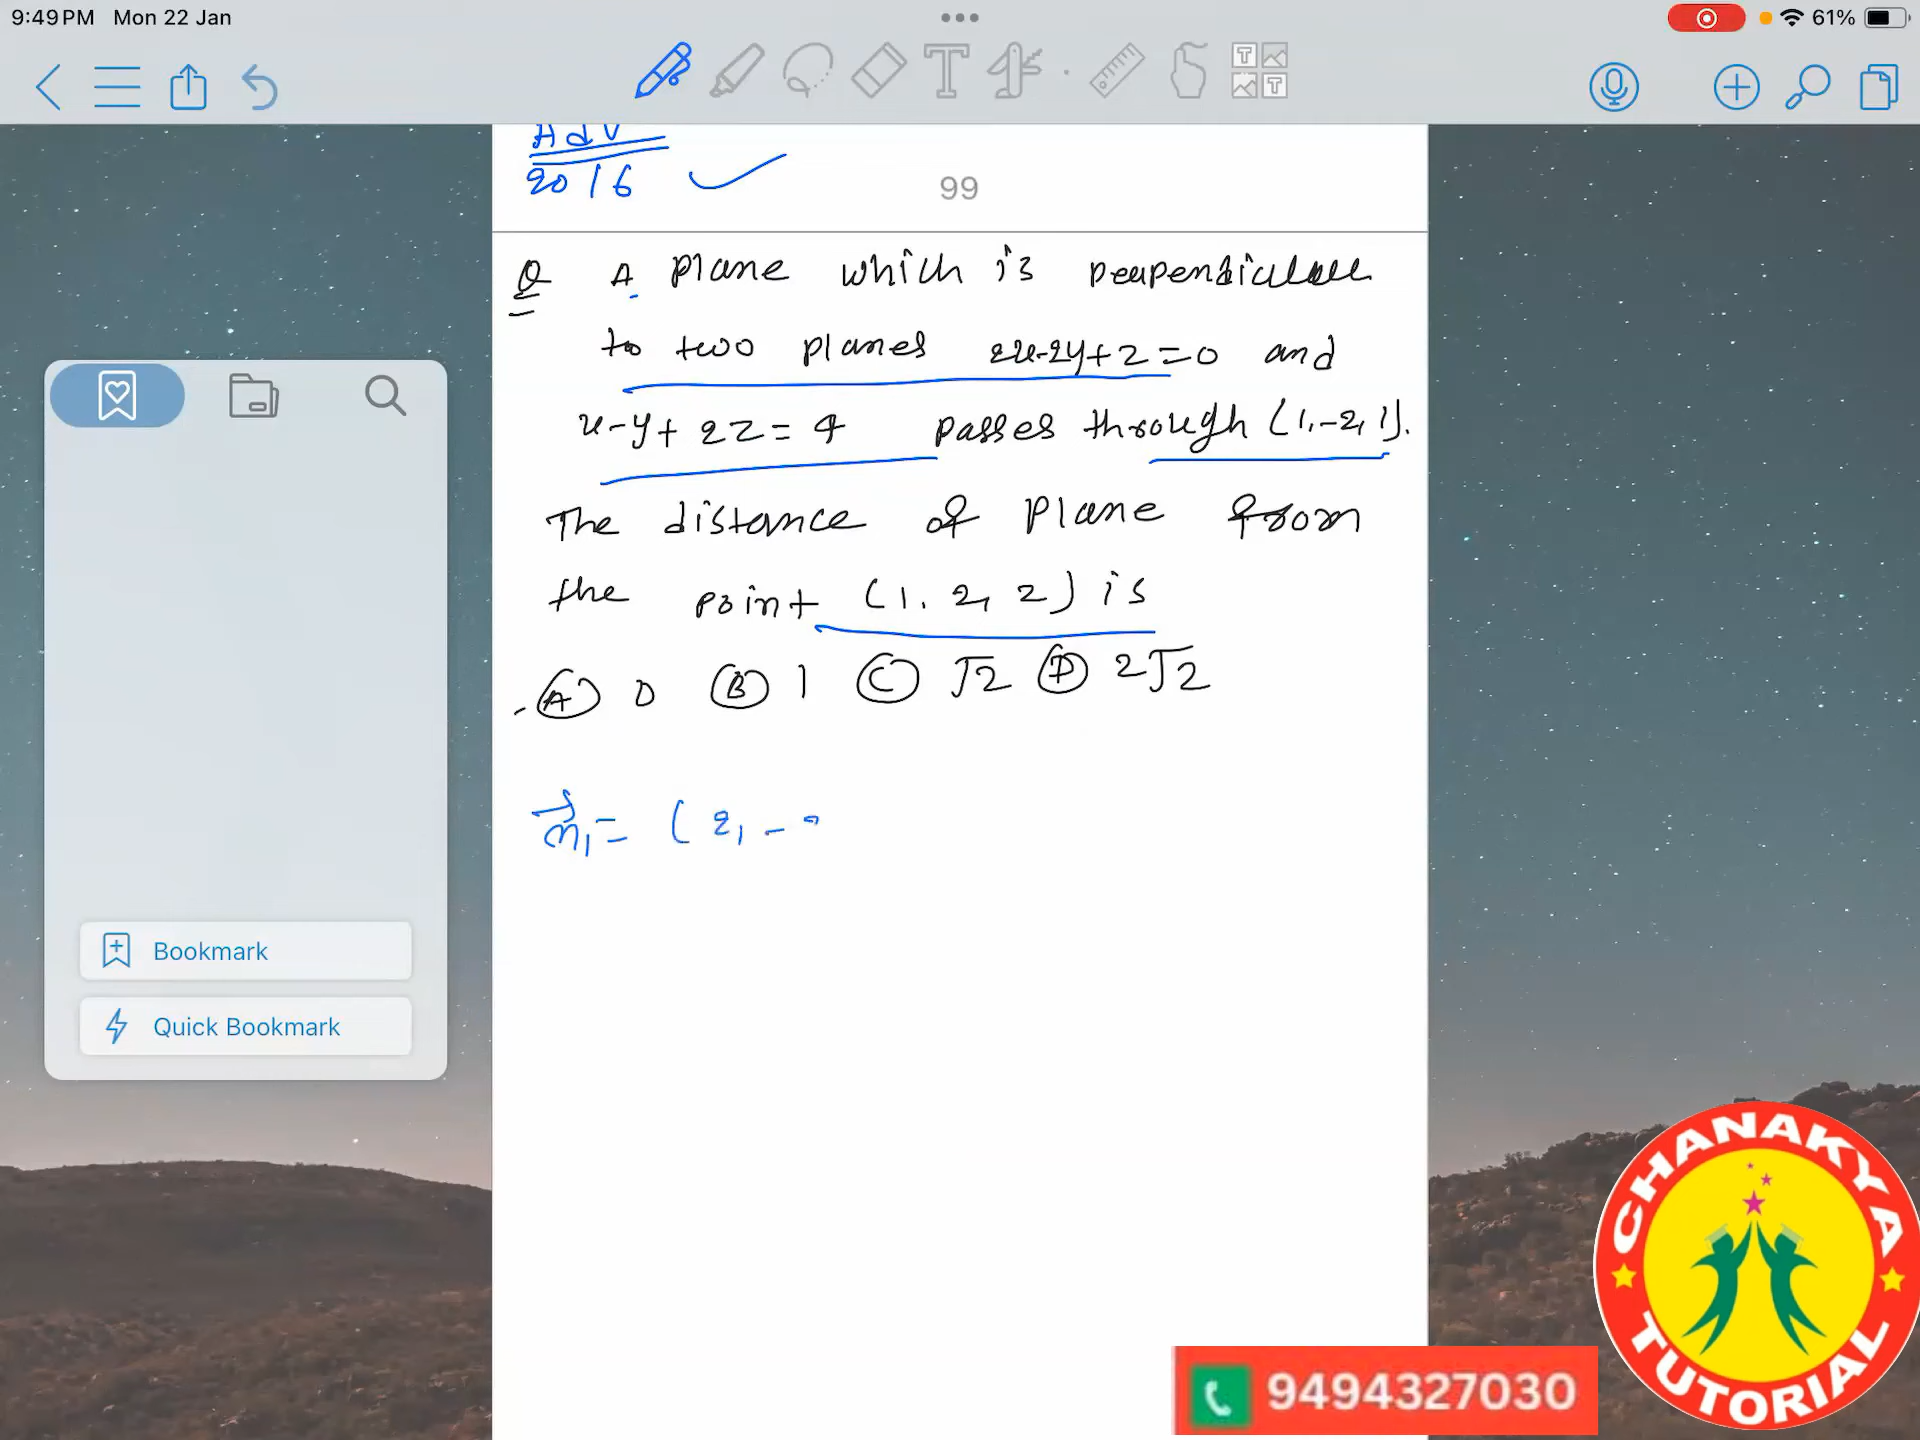 9:49 PM Mon 22 Jan
61%
Adv
2016
99
Q A plane which is perpendicular
to two planes 2x-2y+z=0 and
x-y+2z=4 passes through (1,-2,1).
The distance of plane from
the point (1, 2, 2) is
(A) 0 (B) 1 (C) √2 (D) 2√2
n⃗₁ = (2, -
Bookmark
Quick Bookmark
CHANAKYA
TUTORIAL
9494327030